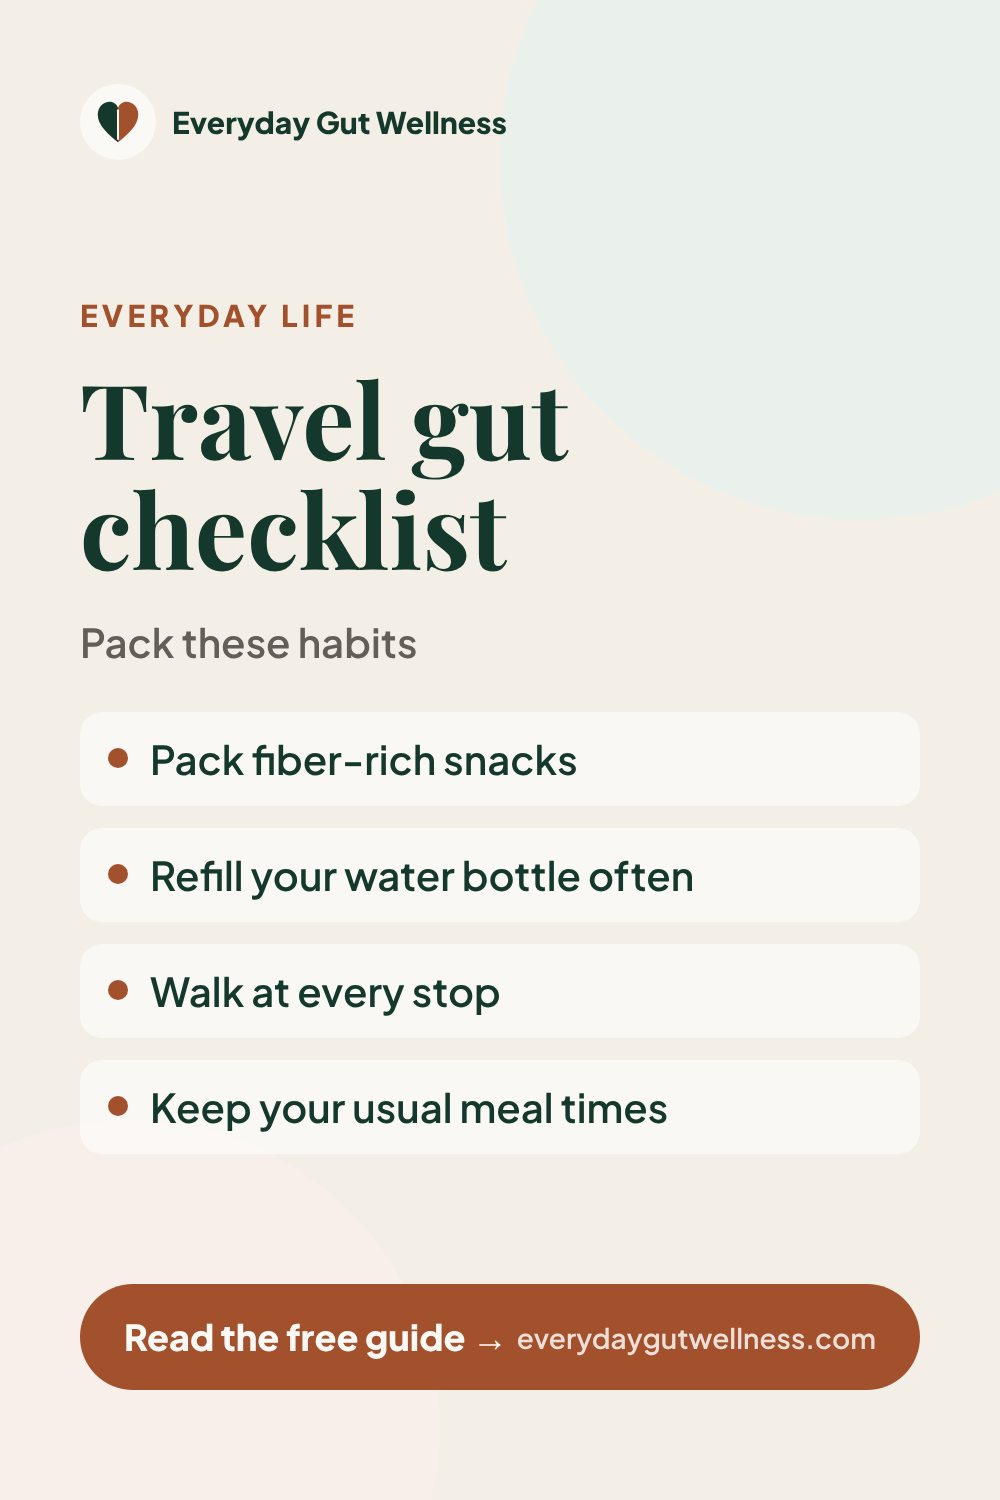 Everyday Gut Wellness
EVERYDAY LIFE
Travel gut
checklist
Pack these habits
Pack fiber-rich snacks
Refill your water bottle often
Walk at every stop
Keep your usual meal times
Read the free guide → everydaygutwellness.com